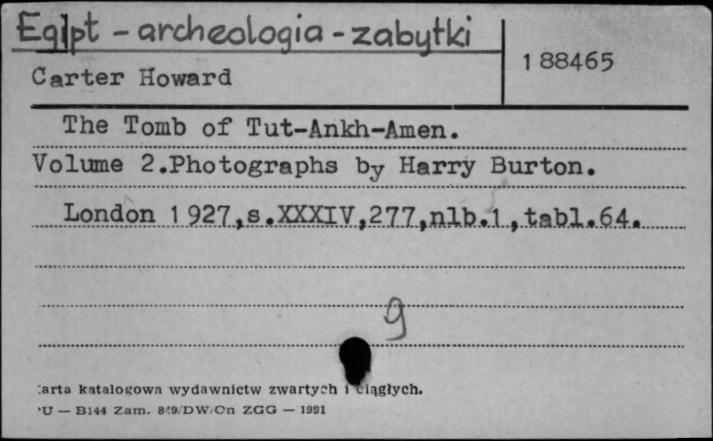 Egipt - archeologia - zabytki
188465
Carter Howard
The Tomb of Tut-Ankh-Amen.
Volume 2.Photographs by Harry Burton.
London 1927,s.XXXIV,277,nlb.1,tabl.64.
9
arta katalogowa wydawnictw zwartych i ciągłych.
U — B144 Zam. 849/DW/Cn ZGG — 1991